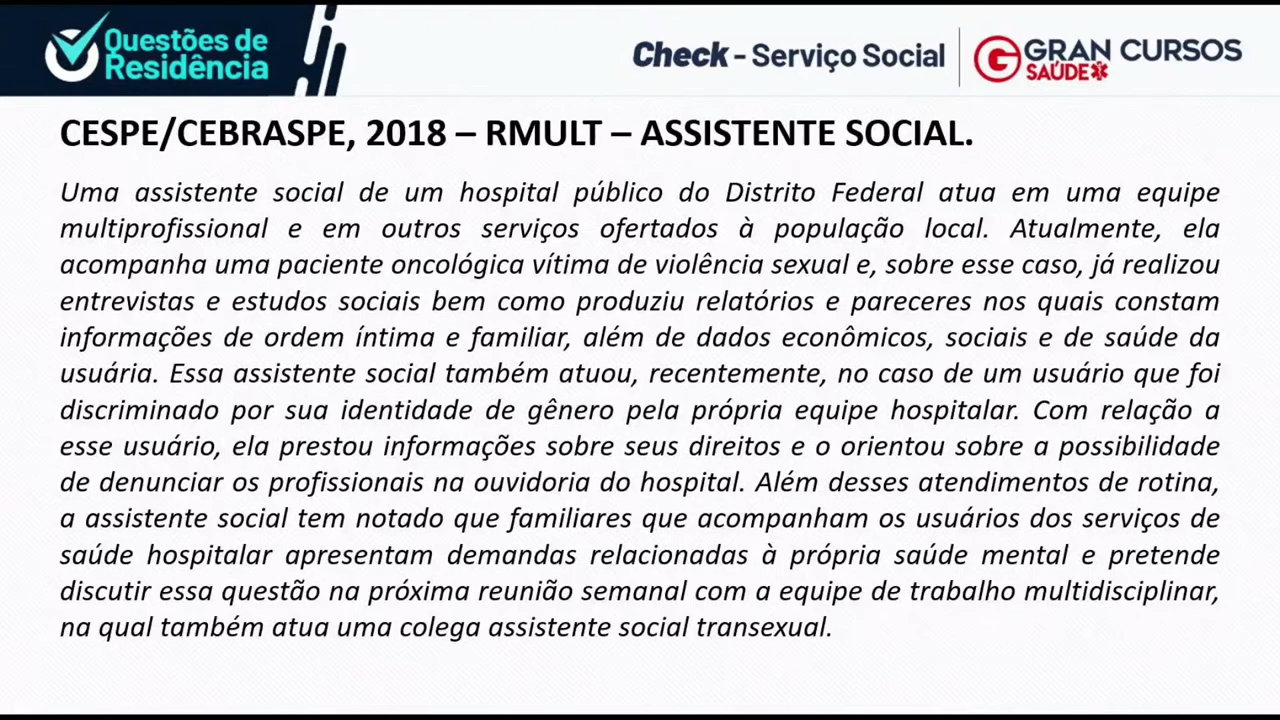 Questões de
Residência
Check - Serviço Social
GRAN CURSOS
SAÚDE
CESPE/CEBRASPE, 2018 – RMULT – ASSISTENTE SOCIAL.
Uma assistente social de um hospital público do Distrito Federal atua em uma equipe
multiprofissional e em outros serviços ofertados à população local. Atualmente, ela
acompanha uma paciente oncológica vítima de violência sexual e, sobre esse caso, já realizou
entrevistas e estudos sociais bem como produziu relatórios e pareceres nos quais constam
informações de ordem íntima e familiar, além de dados econômicos, sociais e de saúde da
usuária. Essa assistente social também atuou, recentemente, no caso de um usuário que foi
discriminado por sua identidade de gênero pela própria equipe hospitalar. Com relação a
esse usuário, ela prestou informações sobre seus direitos e o orientou sobre a possibilidade
de denunciar os profissionais na ouvidoria do hospital. Além desses atendimentos de rotina,
a assistente social tem notado que familiares que acompanham os usuários dos serviços de
saúde hospitalar apresentam demandas relacionadas à própria saúde mental e pretende
discutir essa questão na próxima reunião semanal com a equipe de trabalho multidisciplinar,
na qual também atua uma colega assistente social transexual.